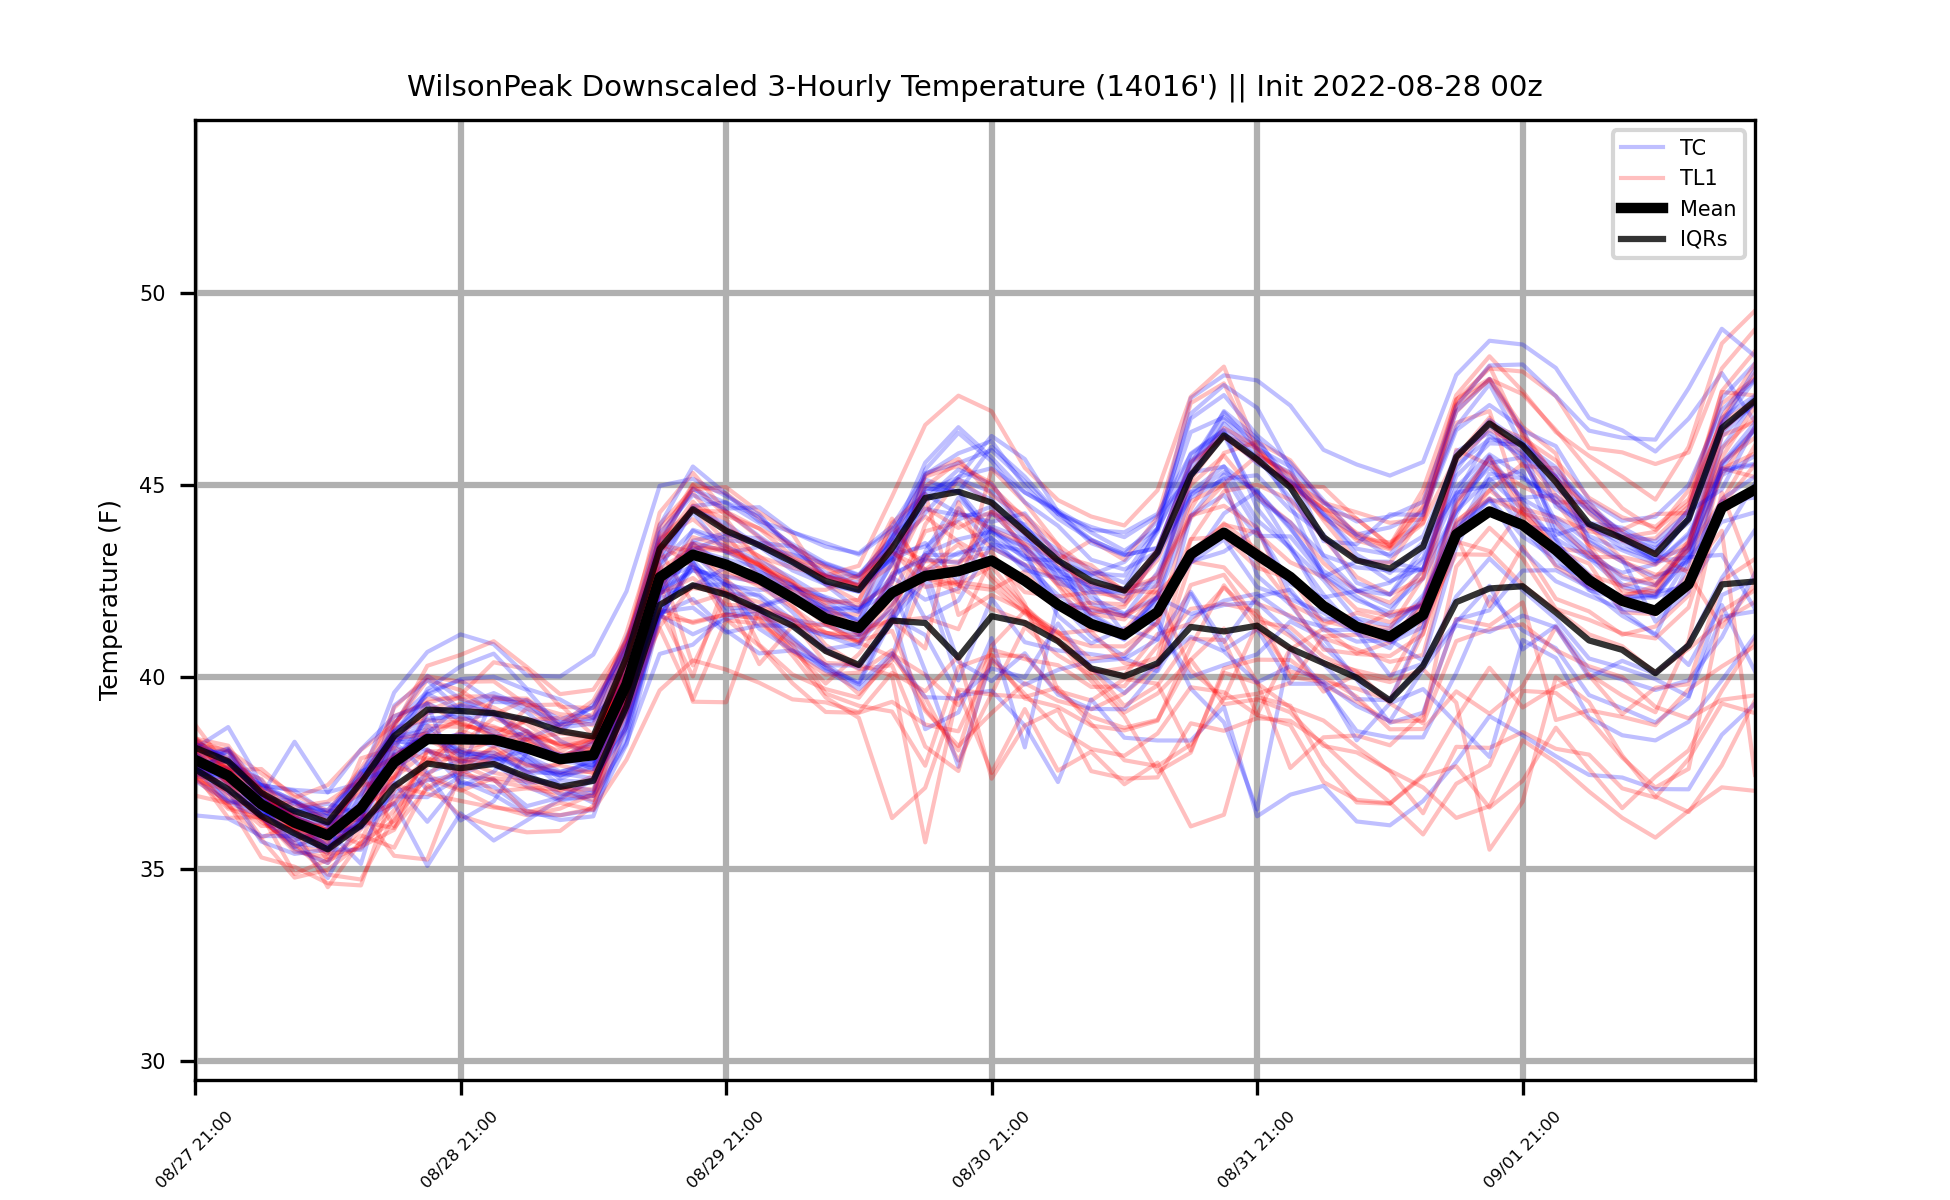 WilsonPeak Downscaled 3-Hourly Temperature (14016') || Init 2022-08-28 00z
TC
TL1
Mean
IQRs
Temperature (F)
50
45
40
35
30
08/27 21:00
08/28 21:00
08/29 21:00
08/30 21:00
08/31 21:00
09/01 21:00